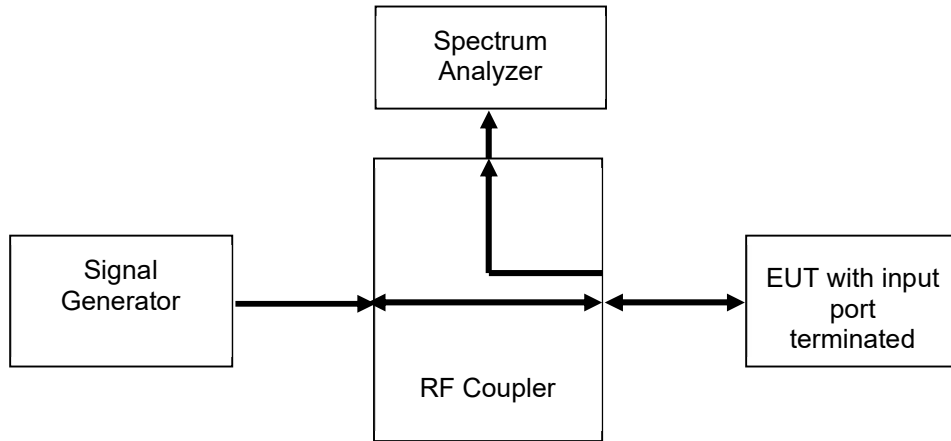 Spectrum
Analyzer
Signal
Generator
EUT with input
port
terminated
RF Coupler